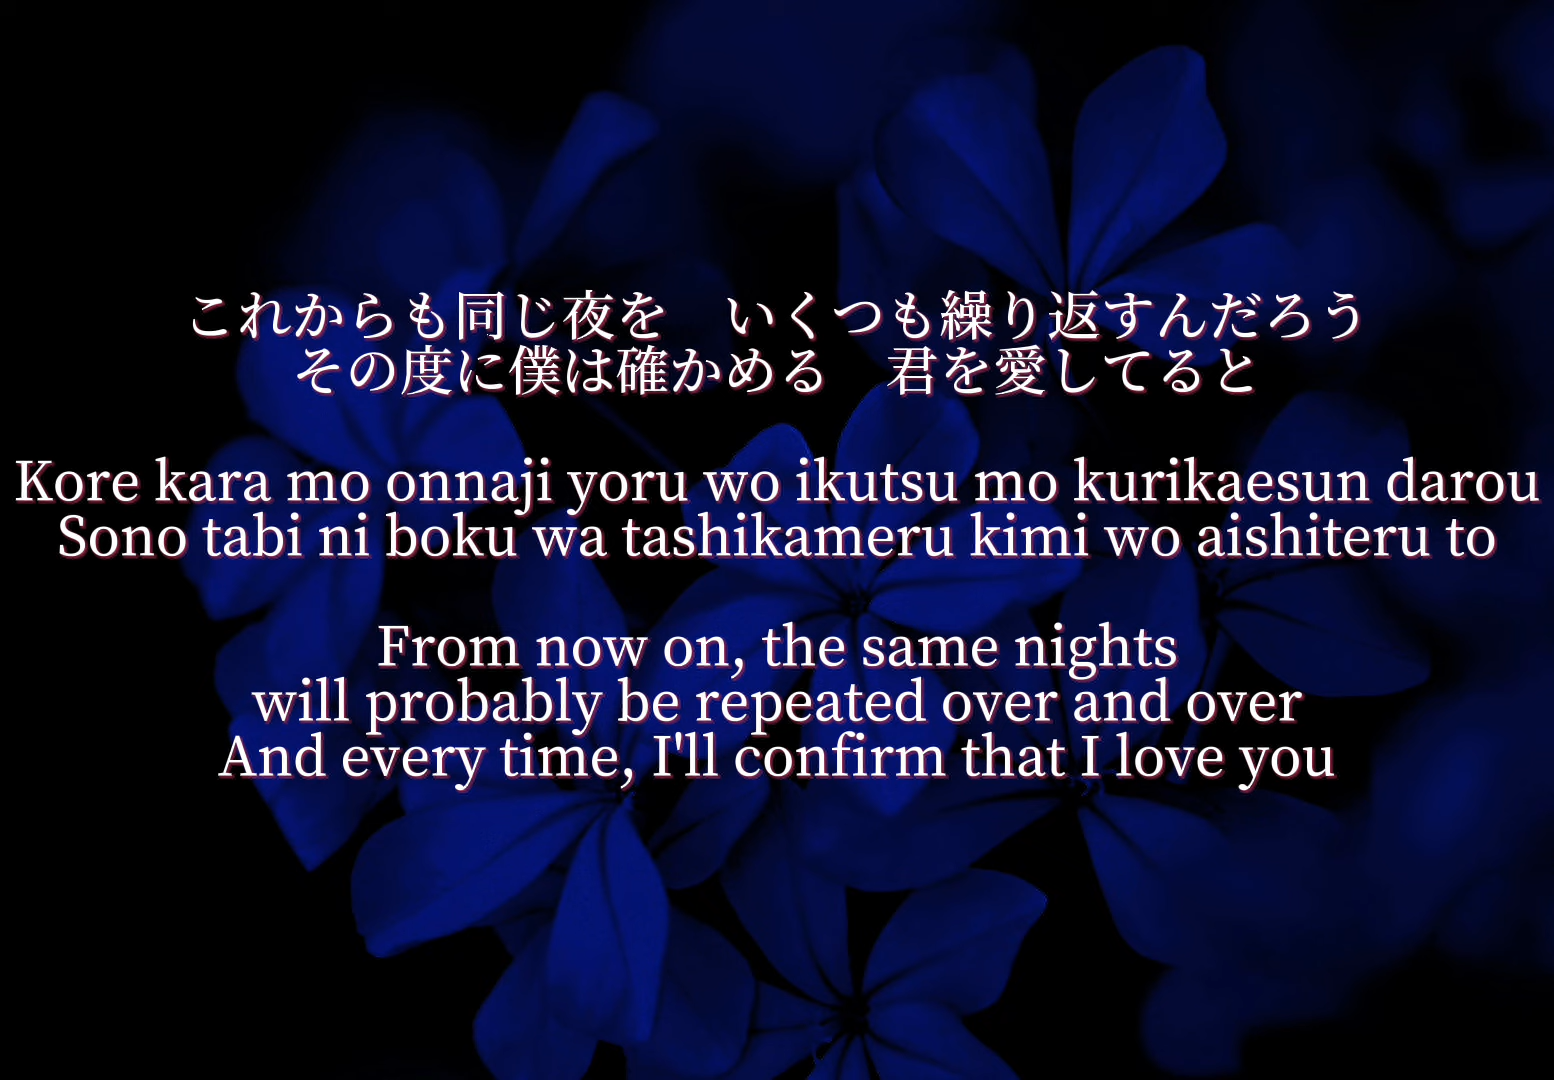 これからも同じ夜を　いくつも繰り返すんだろう
その度に僕は確かめる　君を愛してると
Kore kara mo onnaji yoru wo ikutsu mo kurikaesun darou
Sono tabi ni boku wa tashikameru kimi wo aishiteru to
From now on, the same nights
will probably be repeated over and over
And every time, I'll confirm that I love you